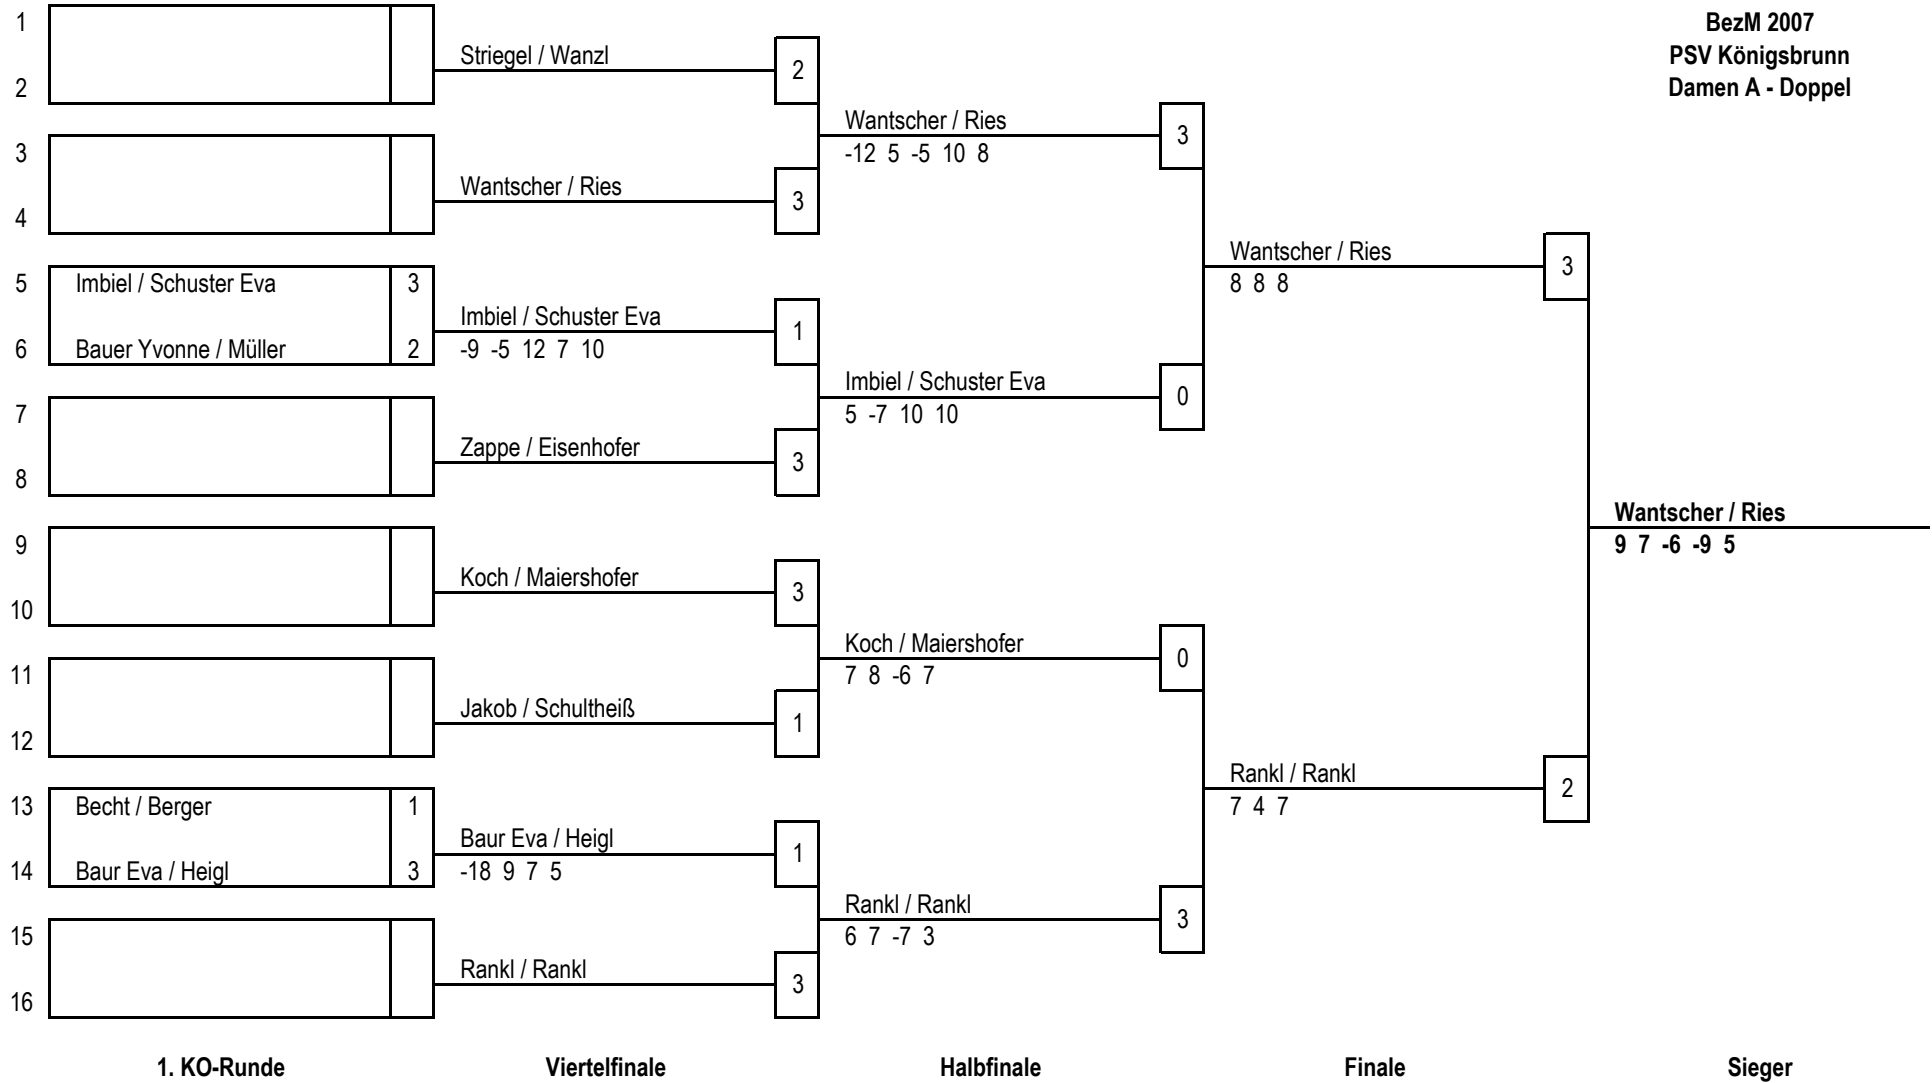 BezM 2007
PSV Königsbrunn
Damen A - Doppel
1
2
Striegel / Wanzl
2
Wantscher / Ries
-12 5 -5 10 8
3
3
4
Wantscher / Ries
3
Wantscher / Ries
8 8 8
3
5
Imbiel / Schuster Eva
3
6
Bauer Yvonne / Müller
2
Imbiel / Schuster Eva
-9 -5 12 7 10
1
Imbiel / Schuster Eva
5 -7 10 10
0
7
8
Zappe / Eisenhofer
3
Wantscher / Ries
9 7 -6 -9 5
9
10
Koch / Maiershofer
3
Koch / Maiershofer
7 8 -6 7
0
11
12
Jakob / Schultheiß
1
Rankl / Rankl
7 4 7
2
13
Becht / Berger
1
14
Baur Eva / Heigl
3
Baur Eva / Heigl
-18 9 7 5
1
Rankl / Rankl
6 7 -7 3
3
15
16
Rankl / Rankl
3
1. KO-Runde
Viertelfinale
Halbfinale
Finale
Sieger